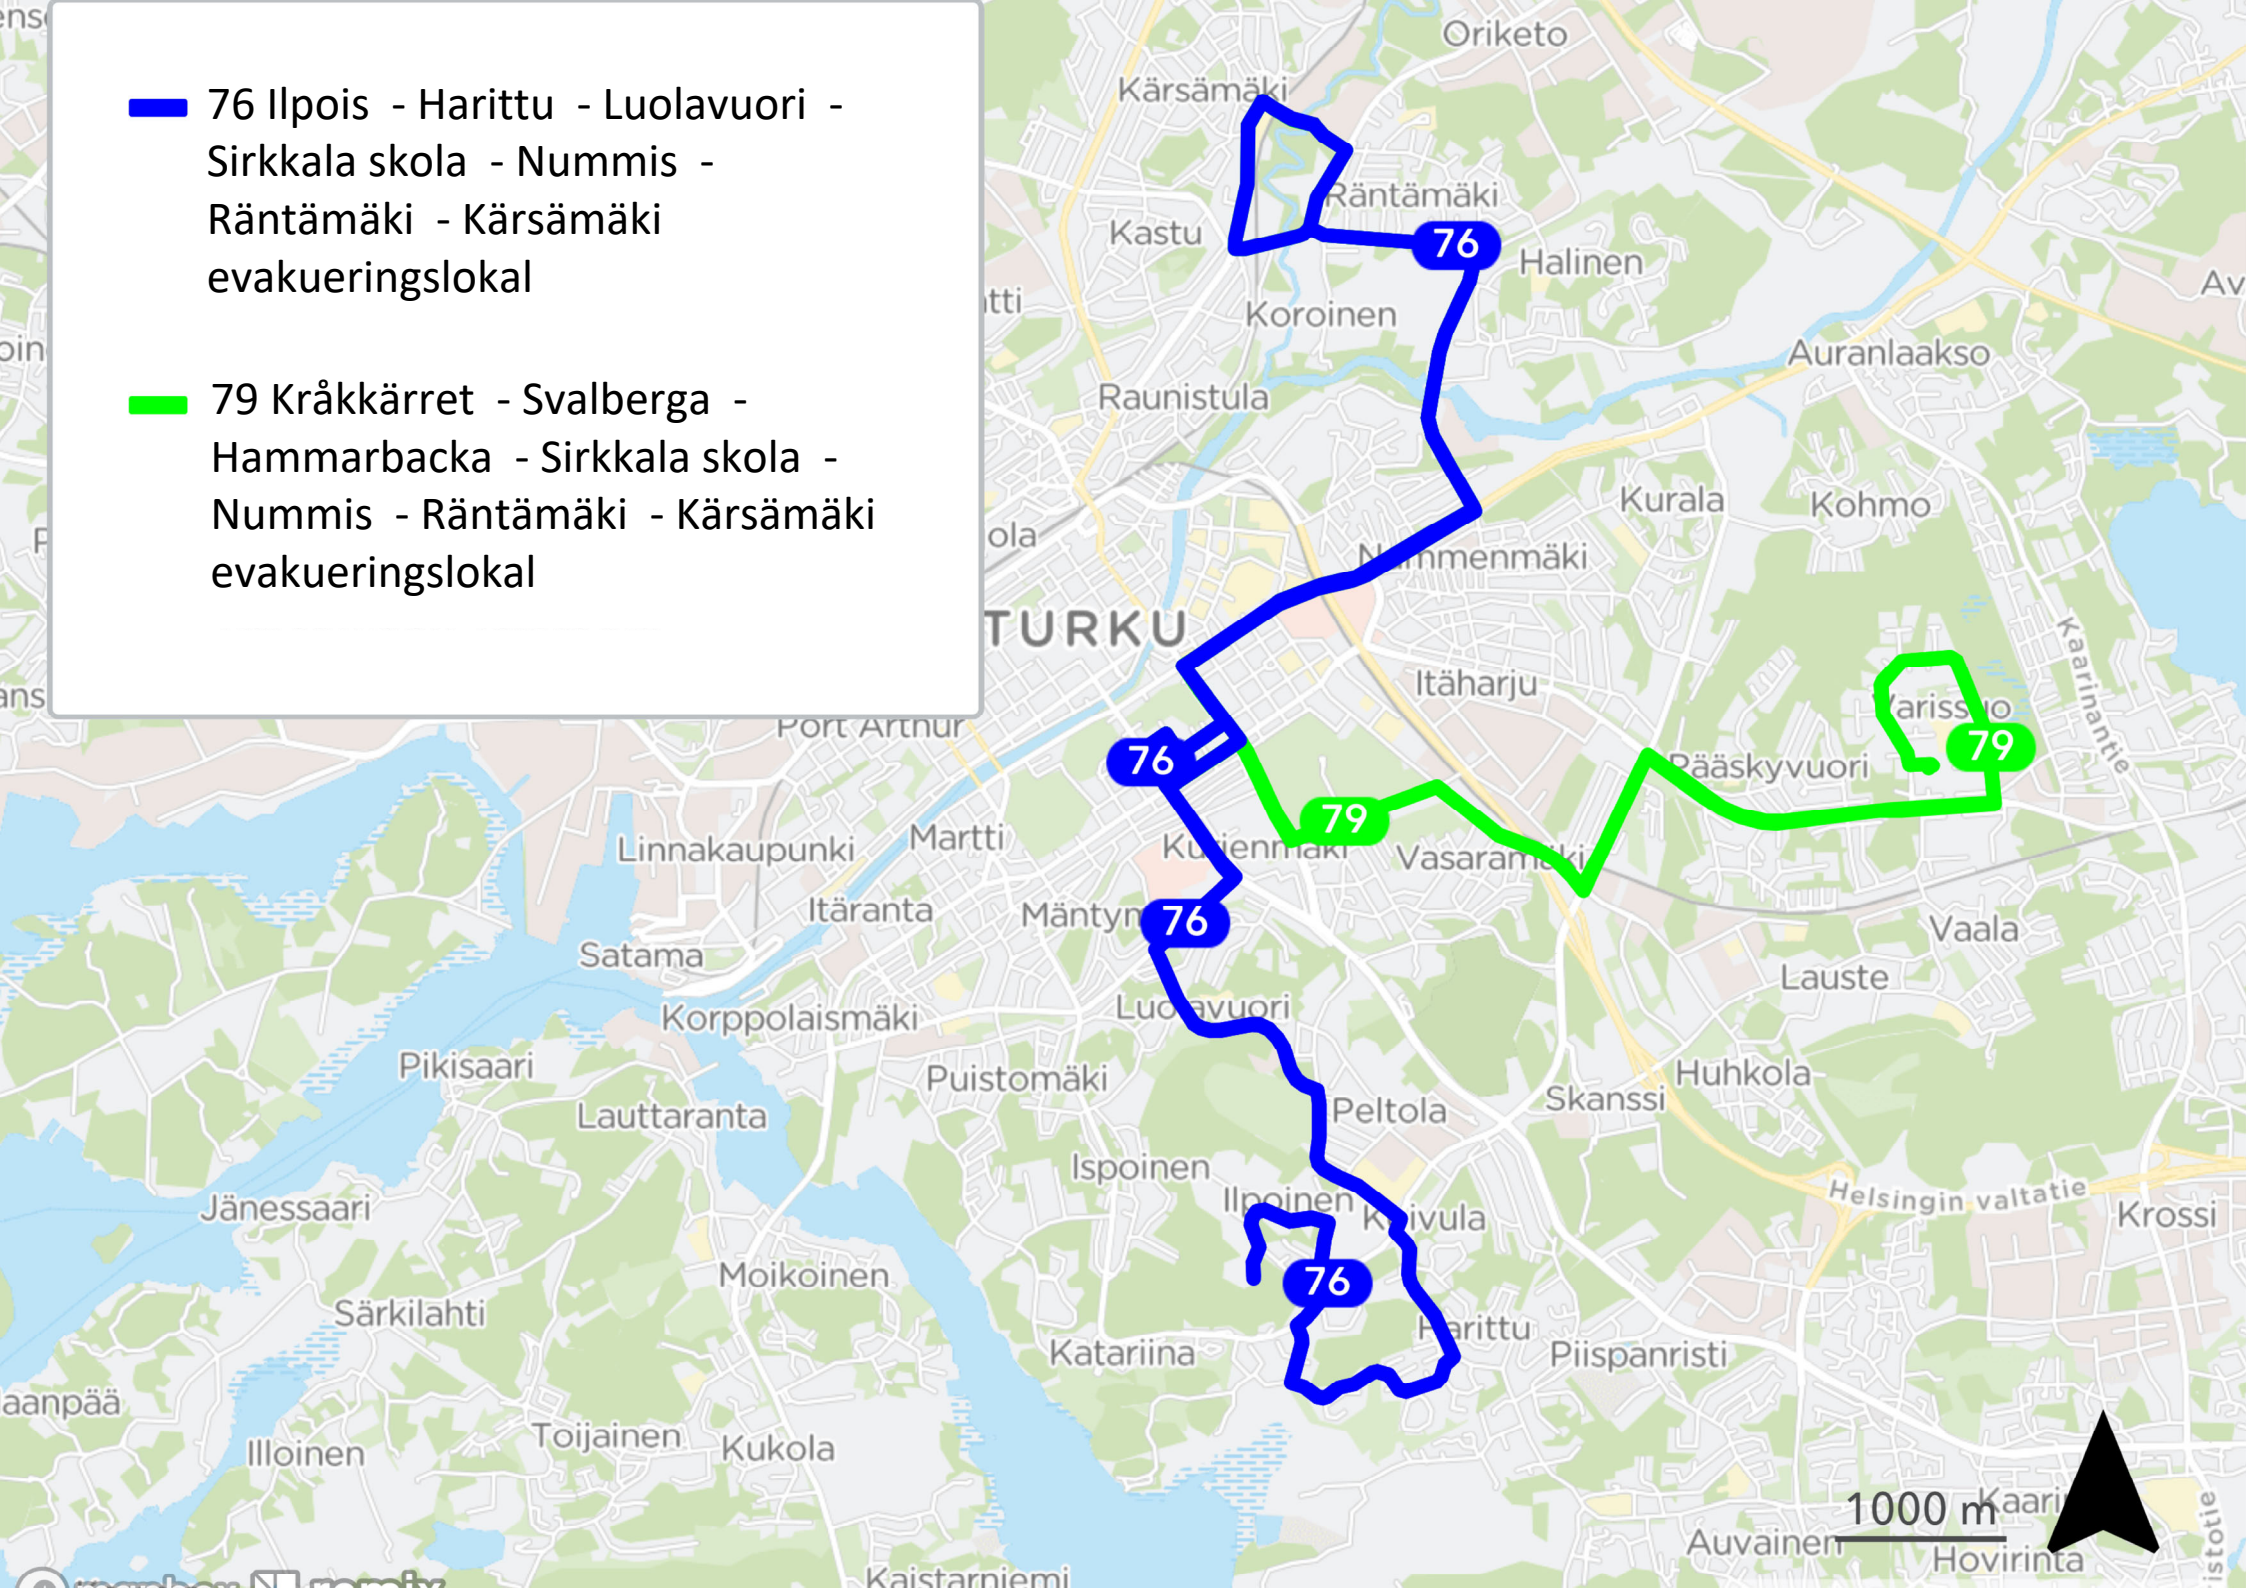 76 Ilpois - Harittu - Luolavuori -
Sirkkala skola - Nummis -
Räntämäki - Kärsämäki
evakueringslokal
79 Kråkkärret - Svalberga -
Hammarbacka - Sirkkala skola -
Nummis - Räntämäki - Kärsämäki
evakueringslokal
Oriketo
Kärsämäki
Räntämäki
Kastu
76
Halinen
Koroinen
Auranlaakso
Raunistula
Kurala
Kohmo
TURKU
Itäharju
Kaarinantie
Port Arthur
79
76
Pääskyvuori
79
Martti
Linnakaupunki
Vasaramäki
Itäranta
76
Vaala
Satama
Lauste
Luolavuori
Korppolaismäki
Pikisaari
Puistomäki
Huhkola
Skanssi
Lauttaranta
Peltola
Ispoinen
Ilpoinen
Helsingin valtatie
Jänessaari
Krossi
Moikoinen
76
Särkilahti
Harittu
Katariina
Piispanristi
Toijainen
Kukola
Illoinen
1000 m
Auvainen
Hovirinta
Kaistarniemi